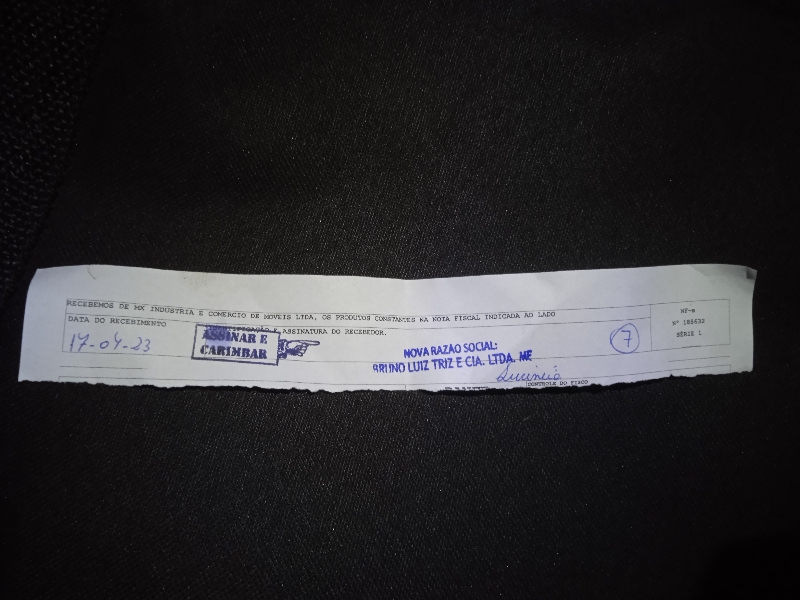 RECEBEMOS DE MX INDUSTRIA E COMERCIO DE MOVEIS LTDA, OS PRODUTOS CONSTANTES NA NOTA FISCAL INDICADA AO LADO
DATA DO RECEBIMENTO
E ASSINATURA DO RECEBEDOR.
17-04-23
ASSINAR E
CARIMBAR
NOVA RAZÃO SOCIAL:
BRUNO LUIZ TRIZ E CIA. LTDA. ME
7
NF-e
SÉRIE 1
CONTROLE DO FISCO